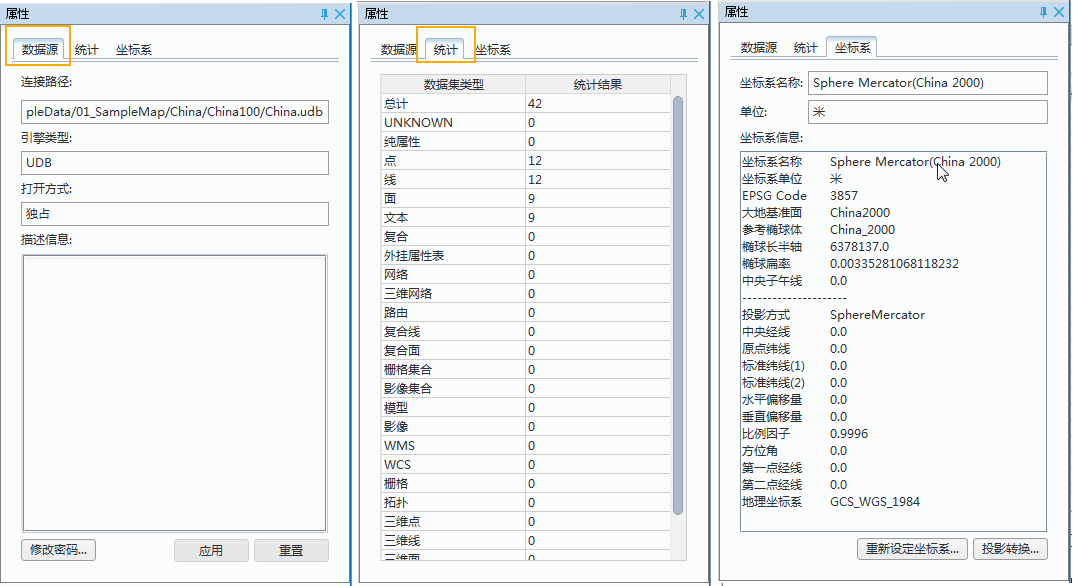 属性
数据源 统计 坐标系
连接路径:
pleData/01_SampleMap/China/China100/China.udb
引擎类型:
UDB
打开方式:
独占
描述信息:
修改密码... 应用 重置
属性
数据源 统计 坐标系
数据集类型 统计结果
总计 42
UNKNOWN 0
纯属性 0
点 12
线 12
面 9
文本 9
复合 0
外挂属性表 0
网络 0
三维网络 0
路由 0
复合线 0
复合面 0
栅格集合 0
影像集合 0
模型 0
影像 0
WMS 0
WCS 0
栅格 0
拓扑 0
三维点 0
三维线 0
三维面 0
属性
数据源 统计 坐标系
坐标系名称: Sphere Mercator(China 2000)
单位: 米
坐标系信息:
坐标系名称 Sphere Mercator(China 2000)
坐标系单位 米
EPSG Code 3857
大地基准面 China2000
参考椭球体 China_2000
椭球长半轴 6378137.0
椭球扁率 0.00335281068118232
中央子午线 0.0
---------------------
投影方式 SphereMercator
中央经线 0.0
原点纬线 0.0
标准纬线(1) 0.0
标准纬线(2) 0.0
水平偏移量 0.0
垂直偏移量 0.0
比例因子 0.9996
方位角 0.0
第一点经线 0.0
第二点经线 0.0
地理坐标系 GCS_WGS_1984
重新设定坐标系... 投影转换...